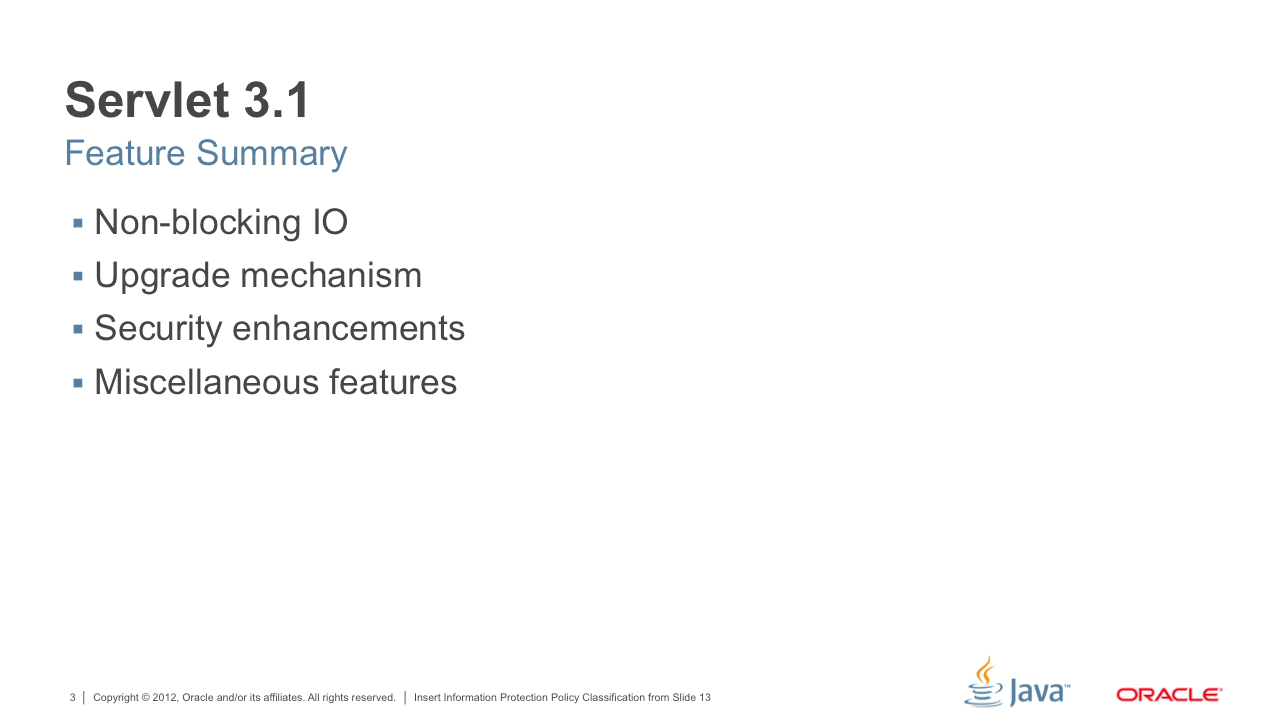 Servlet 3.1
Feature Summary
▪ Non-blocking IO
▪ Upgrade mechanism
▪ Security enhancements
▪ Miscellaneous features
3 | Copyright © 2012, Oracle and/or its affiliates. All rights reserved. | Insert Information Protection Policy Classification from Slide 13
Java™
ORACLE®